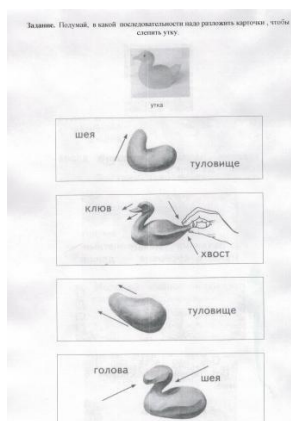 Задание. Подумай, в какой последовательности надо разложить карточки , чтобы
слепить утку.
утка
шея
туловище
клюв
хвост
туловище
голова
шея